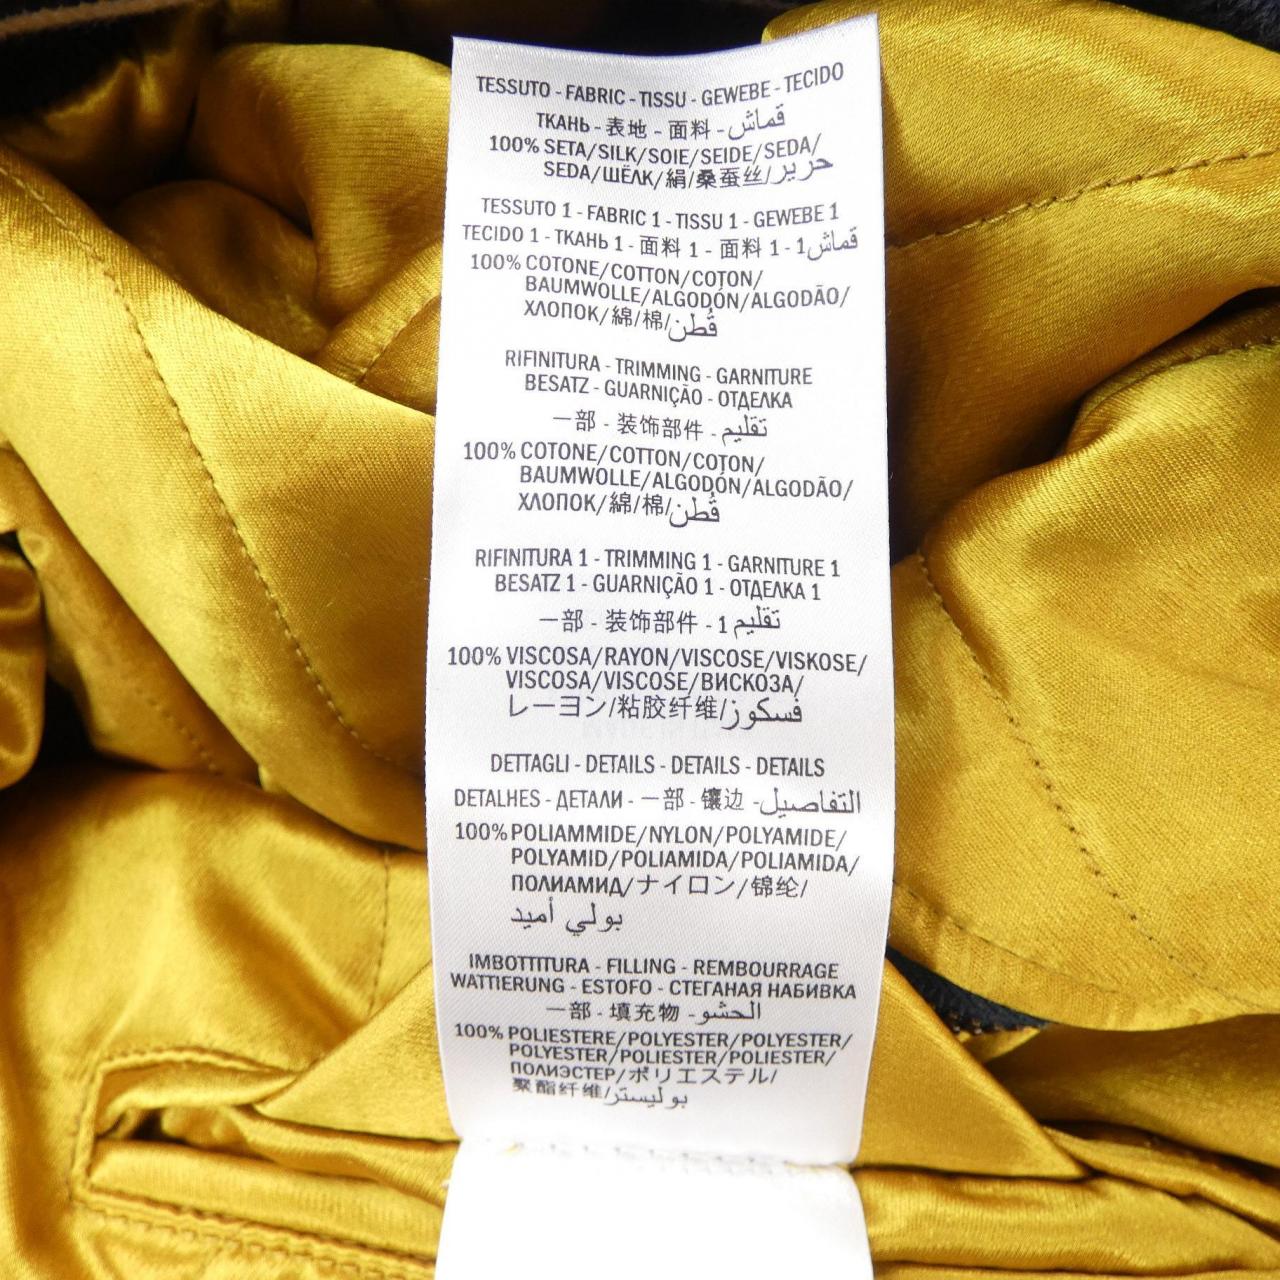 TESSUTO - FABRIC - TISSU - GEWEBE - TECIDO
ТКАНЬ - 表地 - 面料 - قماش
100% SETA/SILK/SOIE/SEIDE/SEDA/
SEDA/ШЁЛК/絹/桑蚕丝/حرير
TESSUTO 1 - FABRIC 1 - TISSU 1 - GEWEBE 1
TECIDO 1 - ТКАНЬ 1 - 面料 1 - 面料 1 - 1 قماش
100% COTONE/COTTON/COTON/
BAUMWOLLE/ALGODÓN/ALGODÃO/
ХЛОПОК/綿/棉/قُطن
RIFINITURA - TRIMMING - GARNITURE
BESATZ - GUARNIÇÃO - ОТДЕЛКА
一部 - 装饰部件 - تقليم
100% COTONE/COTTON/COTON/
BAUMWOLLE/ALGODÓN/ALGODÃO/
ХЛОПОК/綿/棉/قُطن
RIFINITURA 1 - TRIMMING 1 - GARNITURE 1
BESATZ 1 - GUARNIÇÃO 1 - ОТДЕЛКА 1
一部 - 装饰部件 - 1 تقليم
100% VISCOSA/RAYON/VISCOSE/VISKOSE/
VISCOSA/VISCOSE/ВИСКОЗА/
レーヨン/粘胶纤维/فسكوز
DETTAGLI - DETAILS - DETAILS - DETAILS
DETALHES - ДЕТАЛИ - 一部 - 镶边 - التفاصيل
100% POLIAMMIDE/NYLON/POLYAMIDE/
POLYAMID/POLIAMIDA/POLIAMIDA/
ПОЛИАМИД/ナイロン/锦纶/
بولي أميد
IMBOTTITURA - FILLING - REMBOURRAGE
WATTIERUNG - ESTOFO - СТЕГАНАЯ НАБИВКА
一部 - 填充物 - الحشو
100% POLIESTERE/POLYESTER/POLYESTER/
POLYESTER/POLIESTER/POLIESTER/
ПОЛИЭСТЕР/ポリエステル/
聚酯纤维/بوليستر